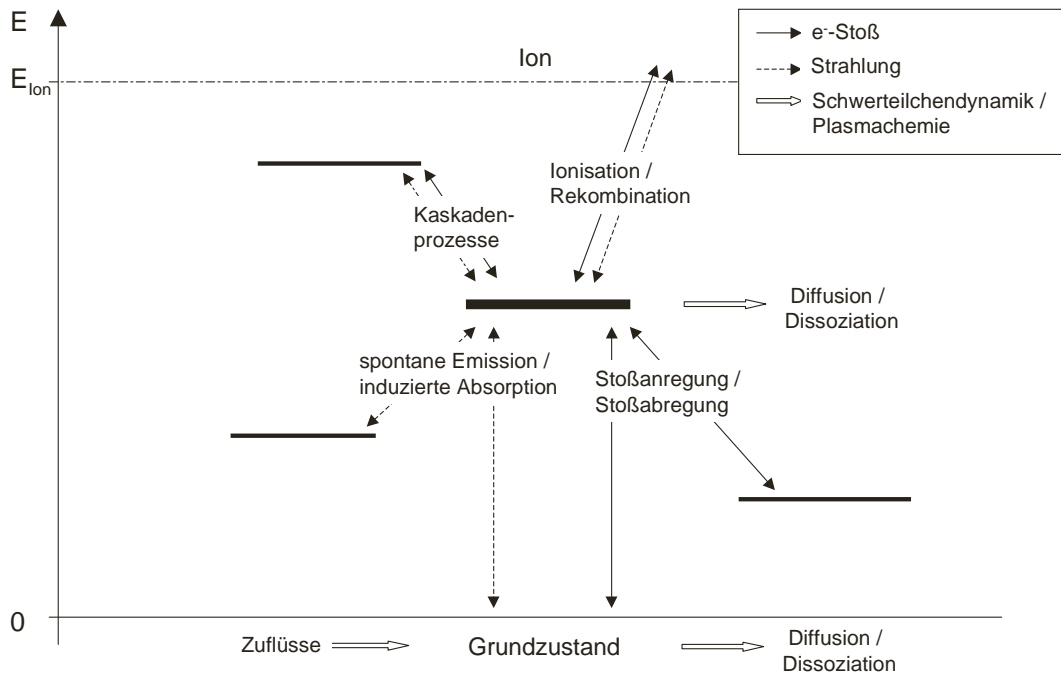 E
E_Ion
Ion
e⁻-Stoß
Strahlung
Schwerteilchendynamik /
Plasmachemie
Ionisation /
Rekombination
Kaskaden-
prozesse
Diffusion /
Dissoziation
spontane Emission /
induzierte Absorption
Stoßanregung /
Stoßabregung
0
Zuflüsse
Grundzustand
Diffusion /
Dissoziation